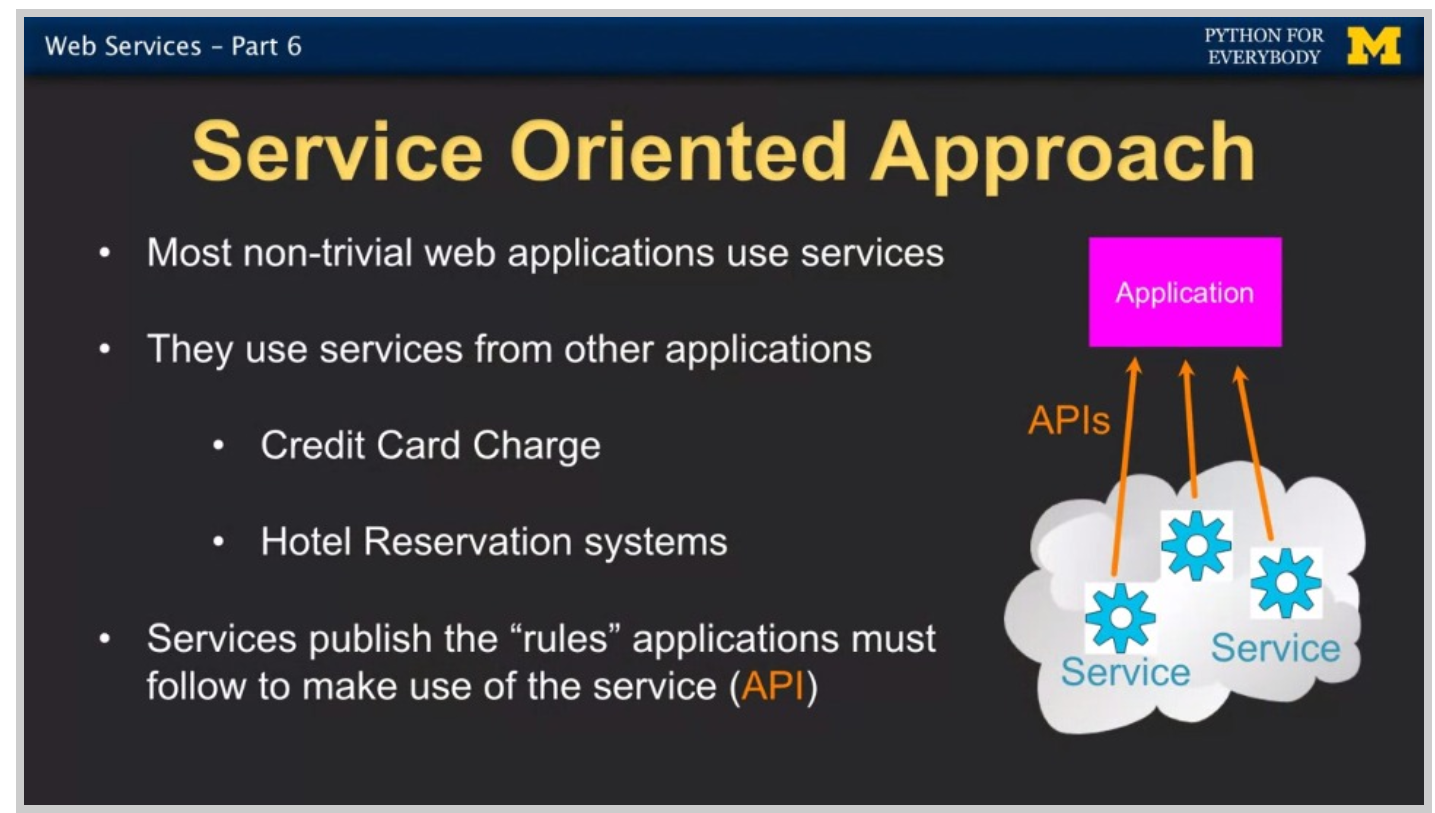 Web Services – Part 6
PYTHON FOR
EVERYBODY
M
Service Oriented Approach
• Most non-trivial web applications use services
• They use services from other applications
• Credit Card Charge
• Hotel Reservation systems
• Services publish the “rules” applications must
follow to make use of the service (API)
Application
APIs
Service
Service